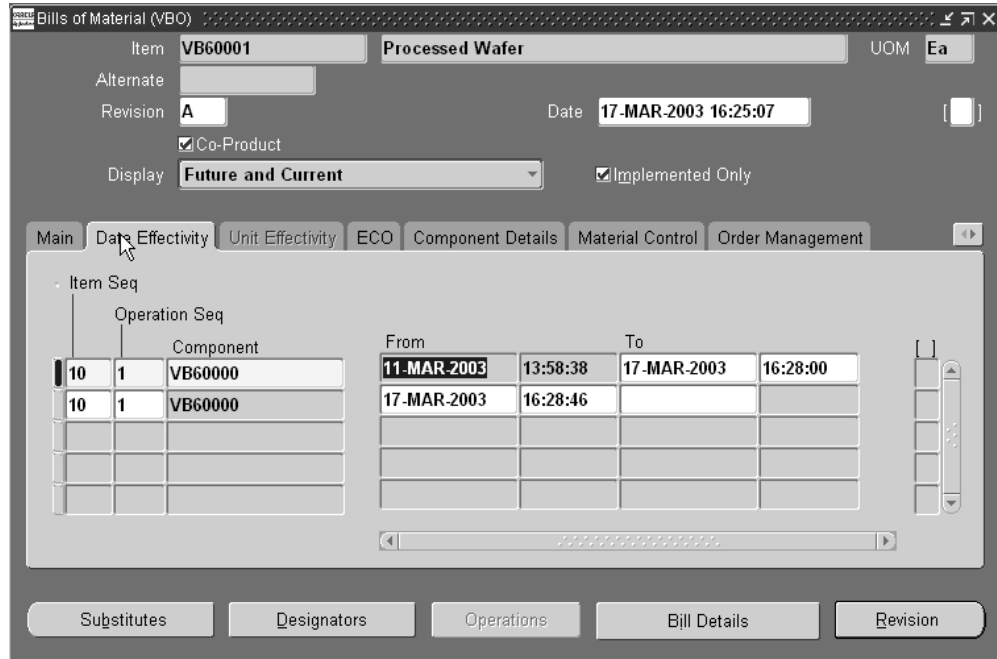 Bills of Material (VBO)
Item VB60001 Processed Wafer UOM Ea
Alternate
Revision A Date 17-MAR-2003 16:25:07 [ ]
Co-Product
Display Future and Current Implemented Only
Main Date Effectivity Unit Effectivity ECO Component Details Material Control Order Management
Item Seq
Operation Seq
Component From To [ ]
10 1 VB60000 11-MAR-2003 13:58:38 17-MAR-2003 16:28:00
10 1 VB60000 17-MAR-2003 16:28:46
Substitutes Designators Operations Bill Details Revision